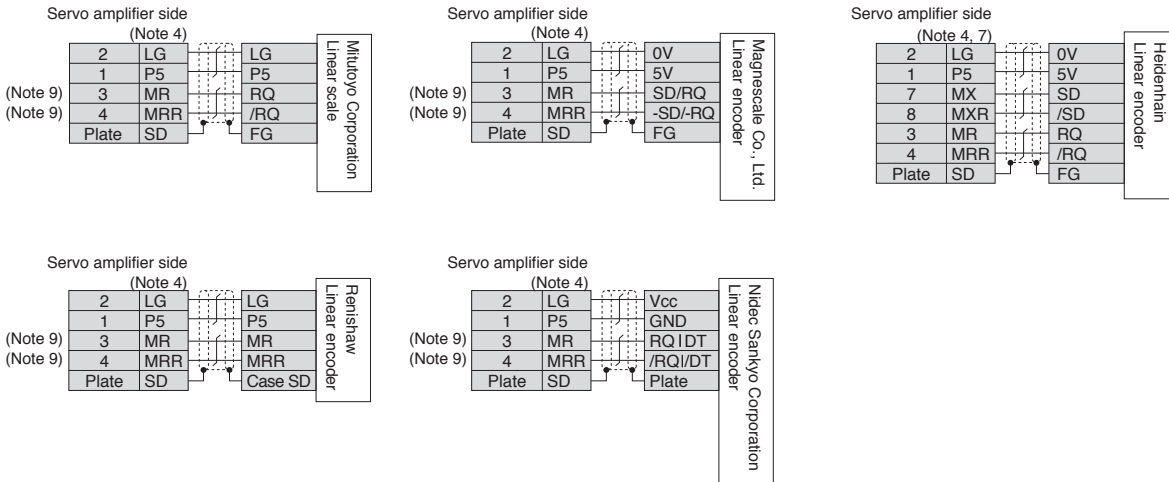 Servo amplifier side
(Note 4)
2 LG LG
1 P5 P5
(Note 9) 3 MR RQ
(Note 9) 4 MRR /RQ
Plate SD FG
Mitutoyo Corporation
Linear scale
Servo amplifier side
(Note 4)
2 LG 0V
1 P5 5V
(Note 9) 3 MR SD/RQ
(Note 9) 4 MRR -SD/-RQ
Plate SD FG
Magnescale Co., Ltd.
Linear encoder
Servo amplifier side
(Note 4, 7)
2 LG 0V
1 P5 5V
7 MX SD
8 MXR /SD
3 MR RQ
4 MRR /RQ
Plate SD FG
Heidenhain
Linear encoder
Servo amplifier side
(Note 4)
2 LG LG
1 P5 P5
(Note 9) 3 MR MR
(Note 9) 4 MRR MRR
Plate SD Case SD
Renishaw
Linear encoder
Servo amplifier side
(Note 4)
2 LG Vcc
1 P5 GND
(Note 9) 3 MR RQ|DT
(Note 9) 4 MRR /RQ|/DT
Plate SD Plate
Nidec Sankyo Corporation
Linear encoder